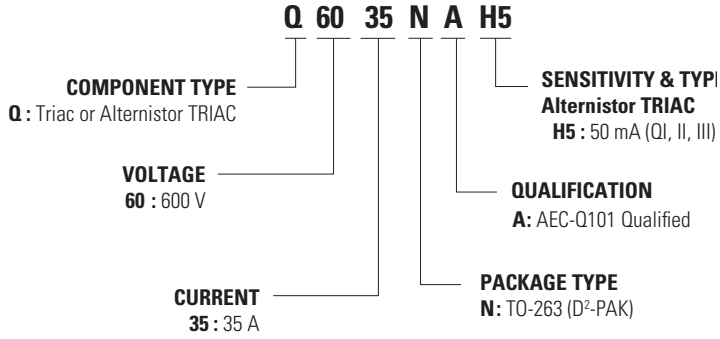 Q 60 35 N A H5
COMPONENT TYPE
Q : Triac or Alternistor TRIAC
VOLTAGE
60 : 600 V
CURRENT
35 : 35 A
SENSITIVITY & TYPE
Alternistor TRIAC
H5 : 50 mA (QI, II, III)
QUALIFICATION
A: AEC-Q101 Qualified
PACKAGE TYPE
N: TO-263 (D²-PAK)